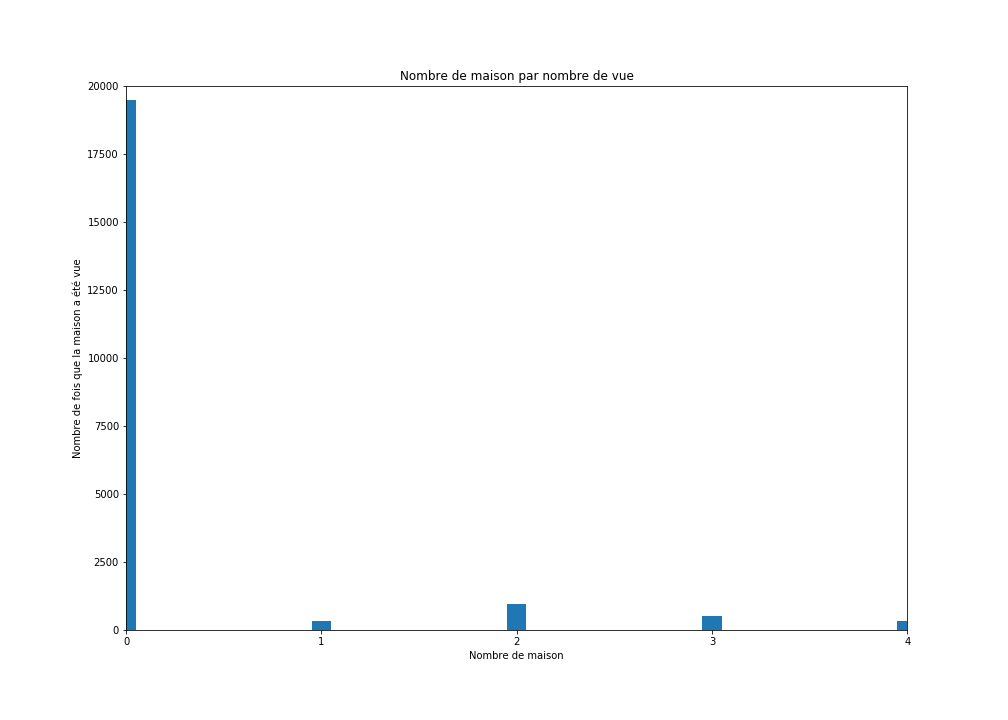 Nombre de maison par nombre de vue
20000
17500
15000
12500
10000
7500
5000
2500
0
Nombre de fois que la maison a été vue
0 1 2 3 4
Nombre de maison